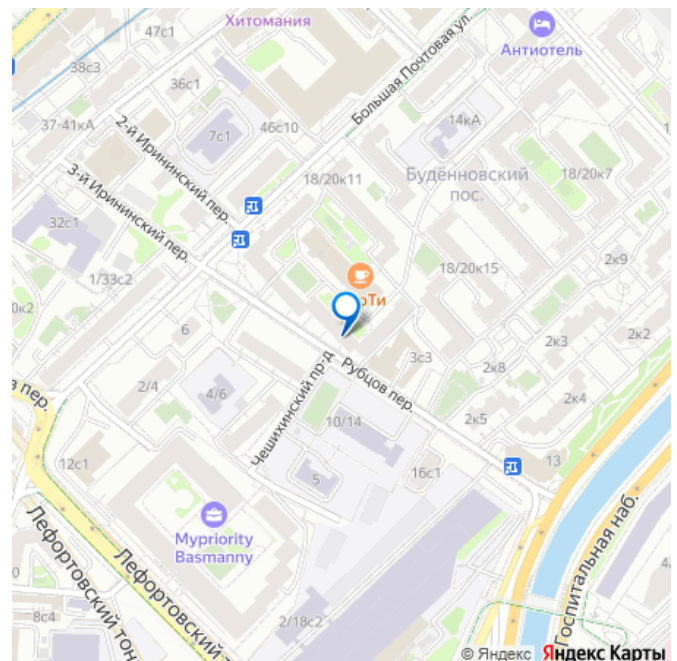 Хитомания
47с1
Антиотель
38с3
36с1
Большая Почтовая ул.
14кА
37-41кА
2-й Ирининский пер.
7с1
46с10
3-й Ирининский пер.
18/20к11
Будённовский
пос.
18/20к7
32с1
1/33с2
18/20к15
2к9
0к2
6
Рубцов пер.
3с3
2к3
2к2
2к8
2/4
4/6
Чешихинский пр-д
2к4
10/14
2к5
в пер.
12с1
5
16с1
13
Mypriority
Basmanny
Лефортовский тон
Лефортовский т
Госпитальная наб.
2/18с2
8с4
© Яндекс Яндекс Карты